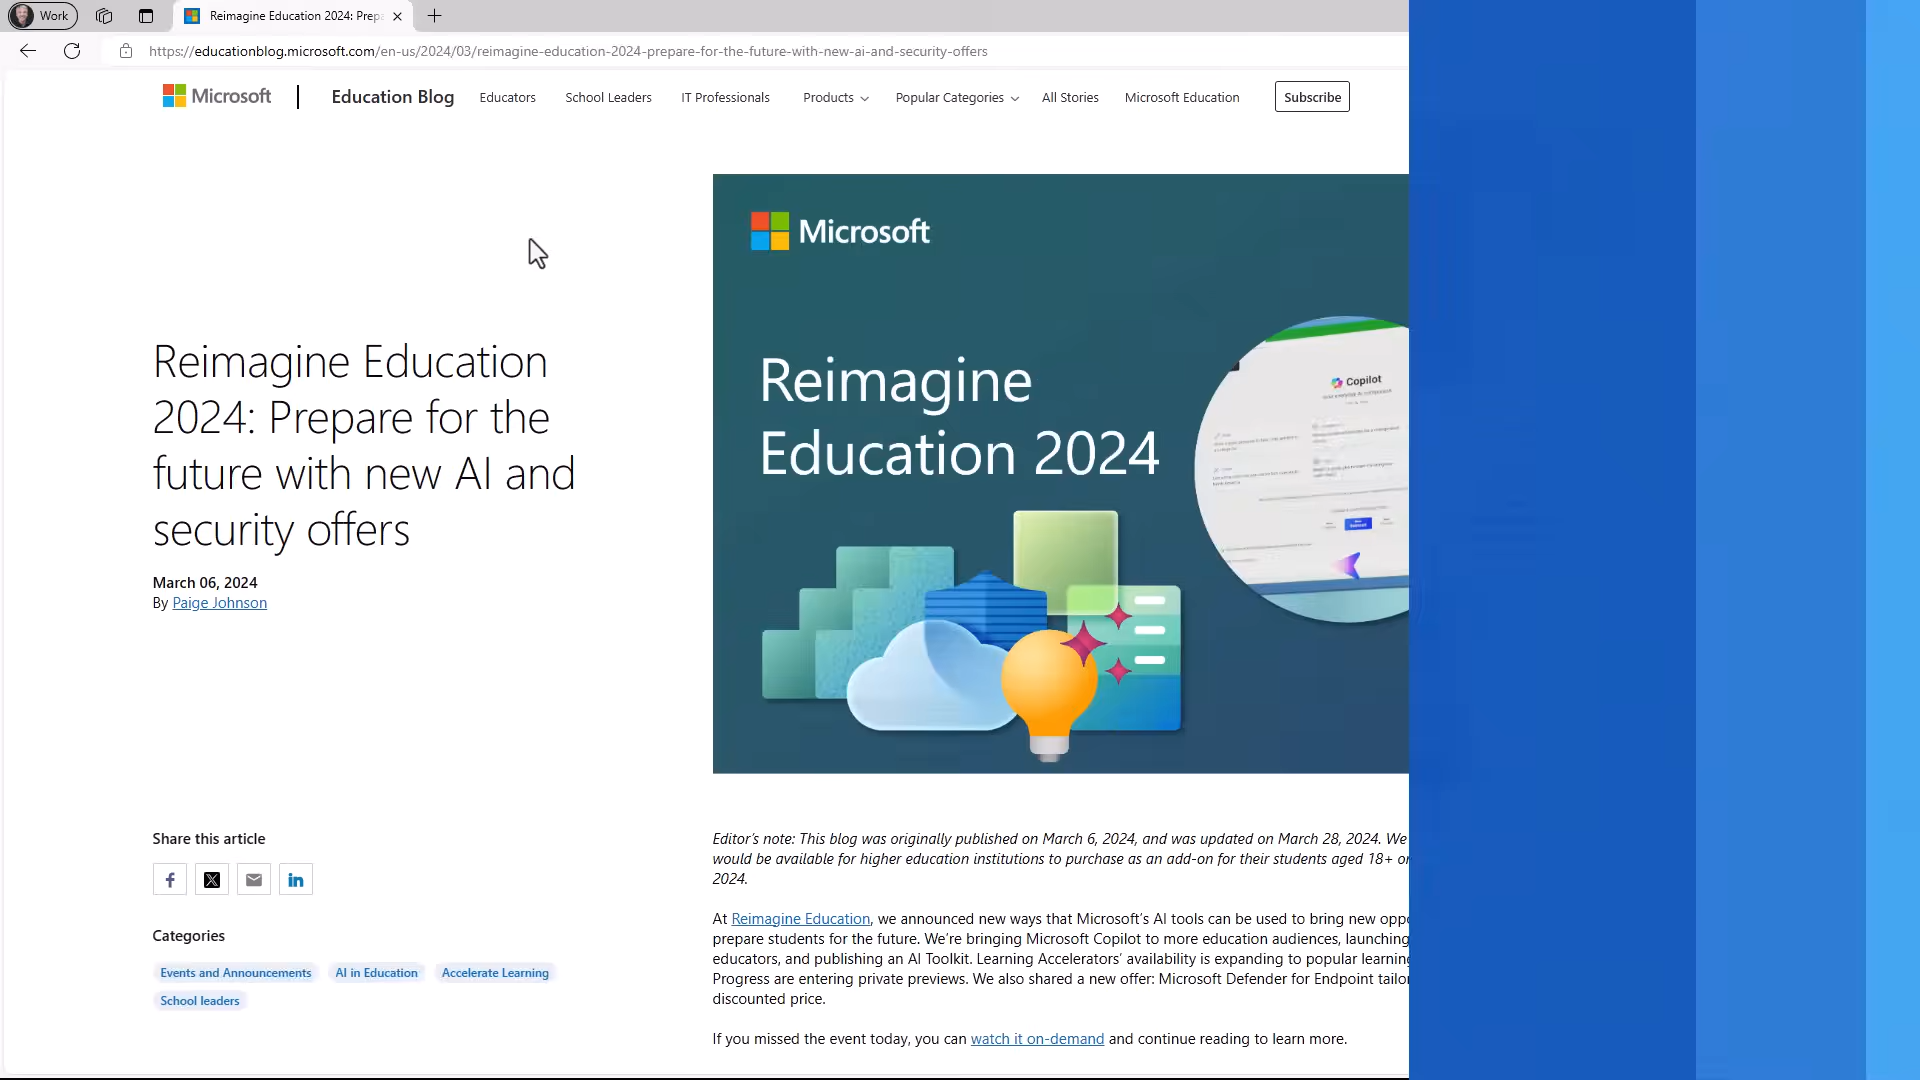 Work
Reimagine Education 2024: Prep
https://educationblog.microsoft.com/en-us/2024/03/reimagine-education-2024-prepare-for-the-future-with-new-ai-and-security-offers
Microsoft
Education Blog
Educators
School Leaders
IT Professionals
Products
Popular Categories
All Stories
Microsoft Education
Subscribe
Microsoft
Reimagine
Education 2024
Copilot
Reimagine Education
2024: Prepare for the
future with new AI and
security offers
March 06, 2024
By Paige Johnson
Share this article
Categories
Events and Announcements
AI in Education
Accelerate Learning
School leaders
Editor's note: This blog was originally published on March 6, 2024, and was updated on March 28, 2024. We
would be available for higher education institutions to purchase as an add-on for their students aged 18+ or
2024.
At Reimagine Education, we announced new ways that Microsoft's AI tools can be used to bring new oppo
prepare students for the future. We're bringing Microsoft Copilot to more education audiences, launching
educators, and publishing an AI Toolkit. Learning Accelerators' availability is expanding to popular learning
Progress are entering private previews. We also shared a new offer: Microsoft Defender for Endpoint tailor
discounted price.
If you missed the event today, you can watch it on-demand and continue reading to learn more.